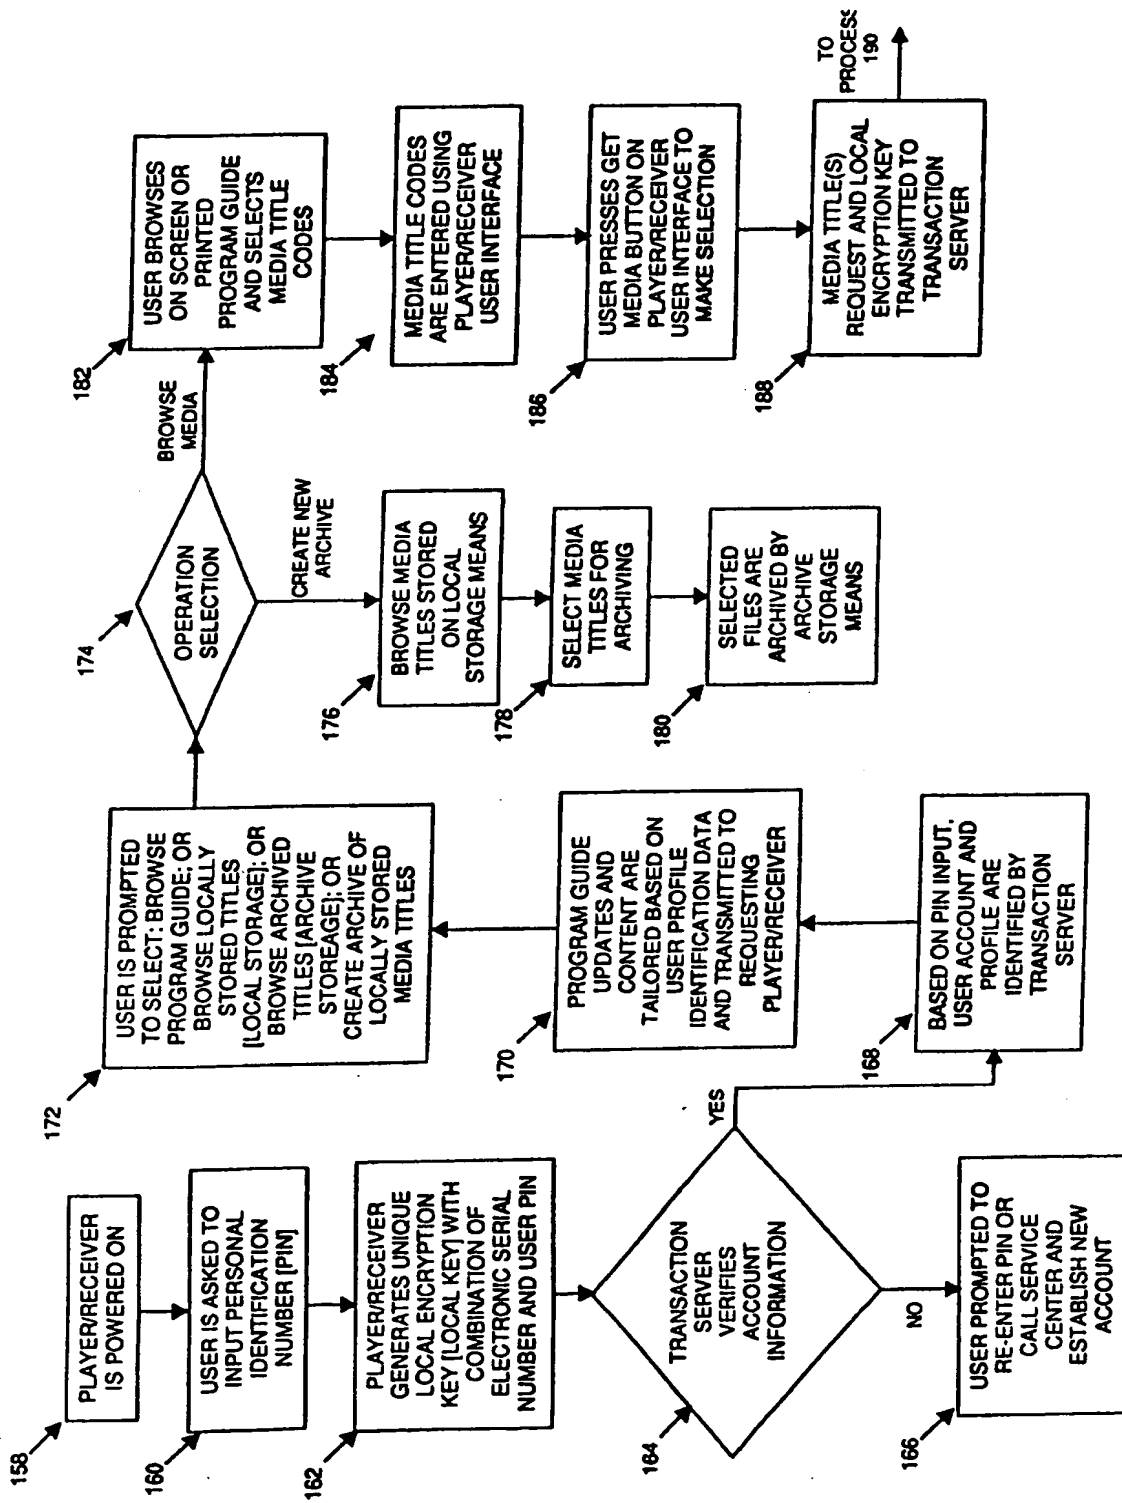 158
PLAYER/RECEIVER
IS POWERED ON
160
USER IS ASKED TO
INPUT PERSONAL
IDENTIFICATION
NUMBER [PIN]
162
PLAYER/RECEIVER
GENERATES UNIQUE
LOCAL ENCRYPTION
KEY [LOCAL KEY] WITH
COMBINATION OF
ELECTRONIC SERIAL
NUMBER AND USER PIN
164
TRANSACTION
SERVER
VERIFIES
ACCOUNT
INFORMATION
YES
NO
166
USER PROMPTED TO
RE-ENTER PIN OR
CALL SERVICE
CENTER AND
ESTABLISH NEW
ACCOUNT
168
BASED ON PIN INPUT,
USER ACCOUNT AND
PROFILE ARE
IDENTIFIED BY
TRANSACTION
SERVER
170
PROGRAM GUIDE
UPDATES AND
CONTENT ARE
TAILORED BASED ON
USER PROFILE
IDENTIFICATION DATA
AND TRANSMITTED TO
REQUESTING
PLAYER/RECEIVER
172
USER IS PROMPTED
TO SELECT: BROWSE
PROGRAM GUIDE; OR
BROWSE LOCALLY
STORED TITLES
[LOCAL STORAGE]; OR
BROWSE ARCHIVED
TITLES [ARCHIVE
STOREAGE]; OR
CREATE ARCHIVE OF
LOCALLY STORED
MEDIA TITLES
174
OPERATION
SELECTION
CREATE NEW
ARCHIVE
BROWSE
MEDIA
176
BROWSE MEDIA
TITLES STORED
ON LOCAL
STORAGE MEANS
178
SELECT MEDIA
TITLES FOR
ARCHIVING
180
SELECTED
FILES ARE
ARCHIVED BY
ARCHIVE
STORAGE
MEANS
182
USER BROWSES
ON SCREEN OR
PRINTED
PROGRAM GUIDE
AND SELECTS
MEDIA TITLE
CODES
184
MEDIA TITLE CODES
ARE ENTERED USING
PLAYER/RECEIVER
USER INTERFACE
186
USER PRESSES GET
MEDIA BUTTON ON
PLAYER/RECEIVER
USER INTERFACE TO
MAKE SELECTION
188
MEDIA TITLE(S)
REQUEST AND LOCAL
ENCRYPTION KEY
TRANSMITTED TO
TRANSACTION
SERVER
TO
PROCESS
190